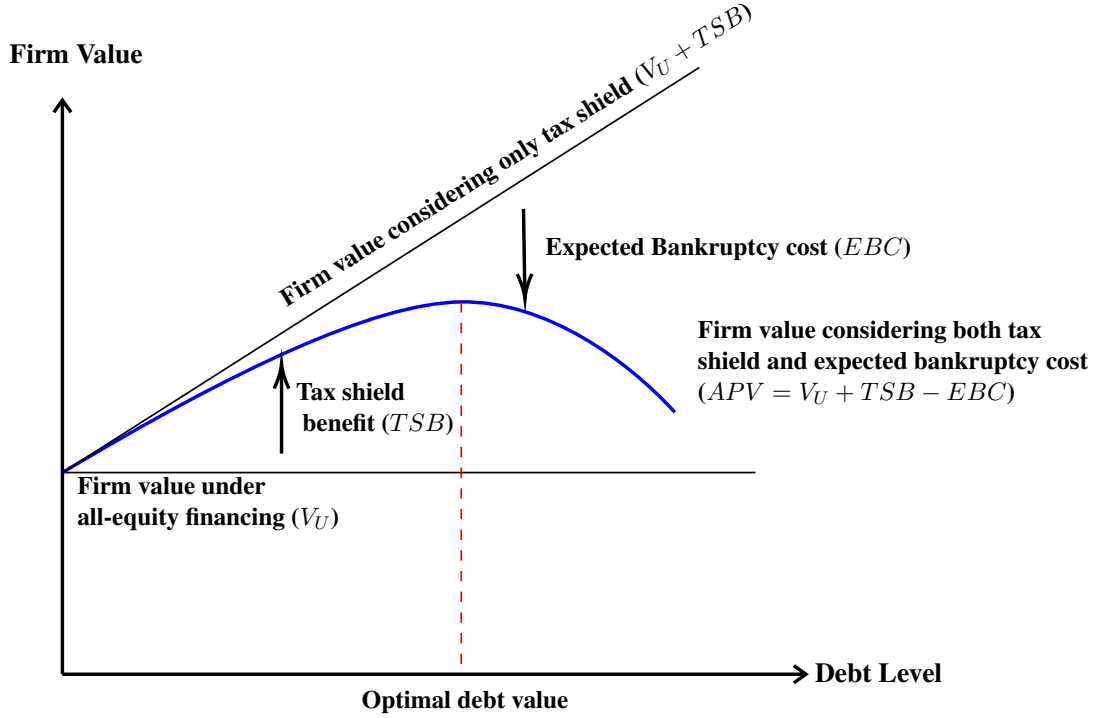 Firm Value
Firm value considering only tax shield (V_U + TSB)
Expected Bankruptcy cost (EBC)
Firm value considering both tax
shield and expected bankruptcy cost
(APV = V_U + TSB − EBC)
Tax shield
benefit (TSB)
Firm value under
all-equity financing (V_U)
Debt Level
Optimal debt value